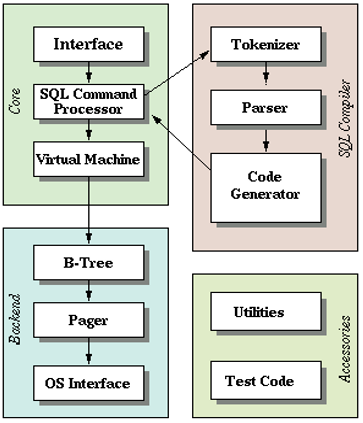 Core
Interface
SQL Command
Processor
Virtual Machine
SQL Compiler
Tokenizer
Parser
Code
Generator
Backend
B-Tree
Pager
OS Interface
Accessories
Utilities
Test Code